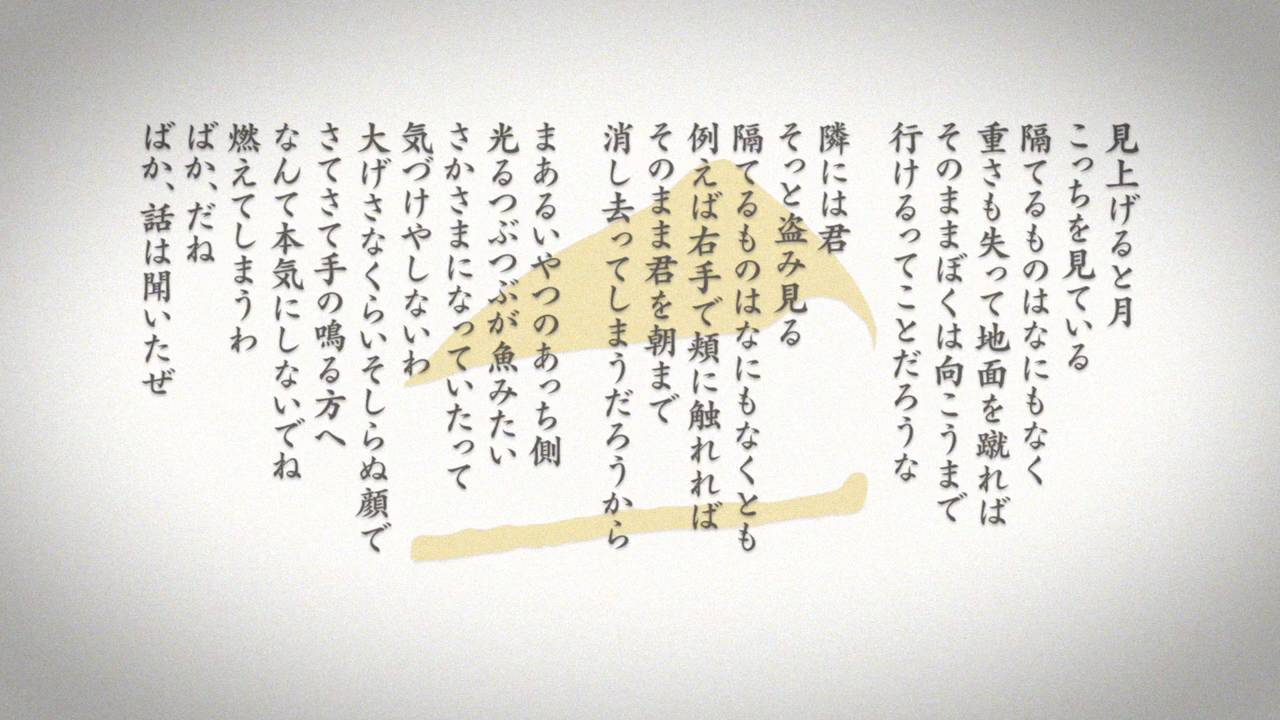 見上げると月
こっちを見ている
隔てるものはなにもなく
重さも失って地面を蹴れば
そのままぼくは向こうまで
行けるってことだろうな
隣には君
そっと盗み見る
隔てるものはなにもなくとも
例えば右手で頬に触れれば
そのまま君を朝まで
消し去ってしまうだろうから
まあるいやつのあっち側
光るつぶつぶが魚みたい
さかさまになっていたって
気づけやしないわ
大げさなくらいそしらぬ顔で
さてさて手の鳴る方へ
なんて本気にしないでね
燃えてしまうわ
ばか、だね
ばか、話は聞いたぜ